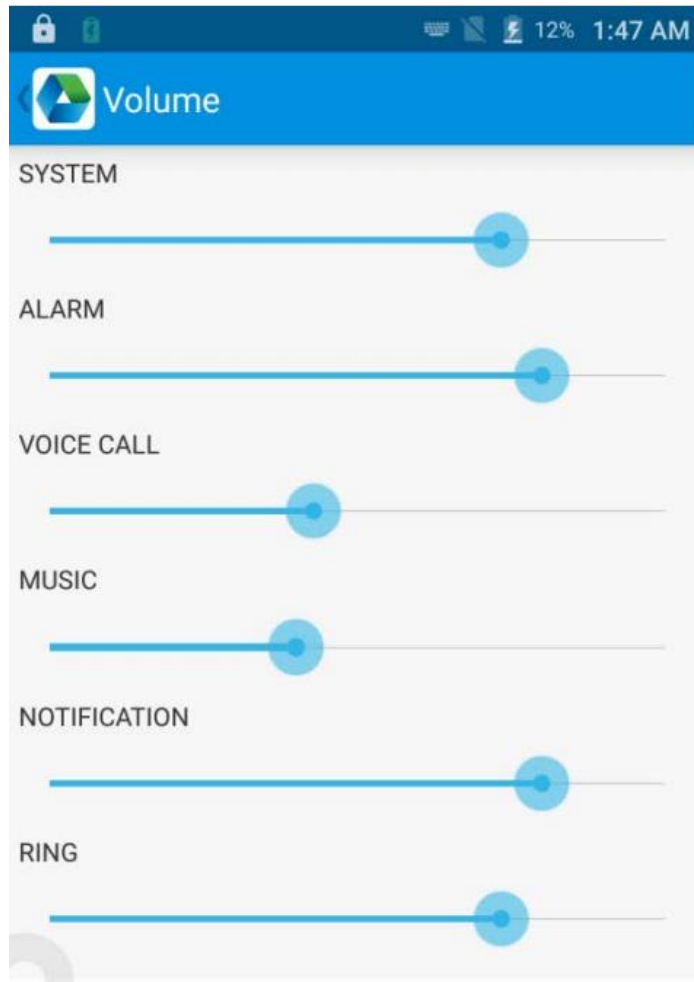 12% 1:47 AM
Volume
SYSTEM
ALARM
VOICE CALL
MUSIC
NOTIFICATION
RING